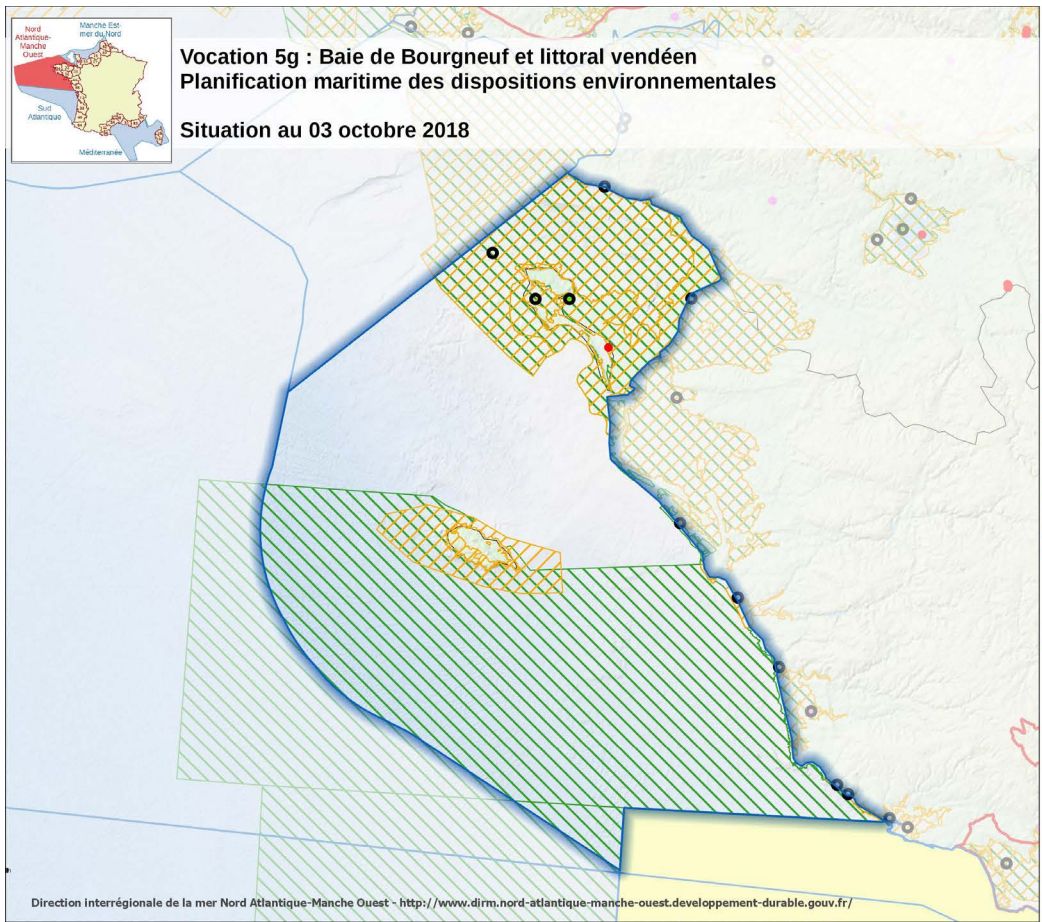 Nord
Atlantique-
Manche
Ouest
Manche Est-
mer du Nord
Sud
Atlantique
Méditerranée
Vocation 5g : Baie de Bourgneuf et littoral vendéen
Planification maritime des dispositions environnementales
Situation au 03 octobre 2018
Direction interrégionale de la mer Nord Atlantique-Manche Ouest - http://www.dirm.nord-atlantique-manche-ouest.developpement-durable.gouv.fr/